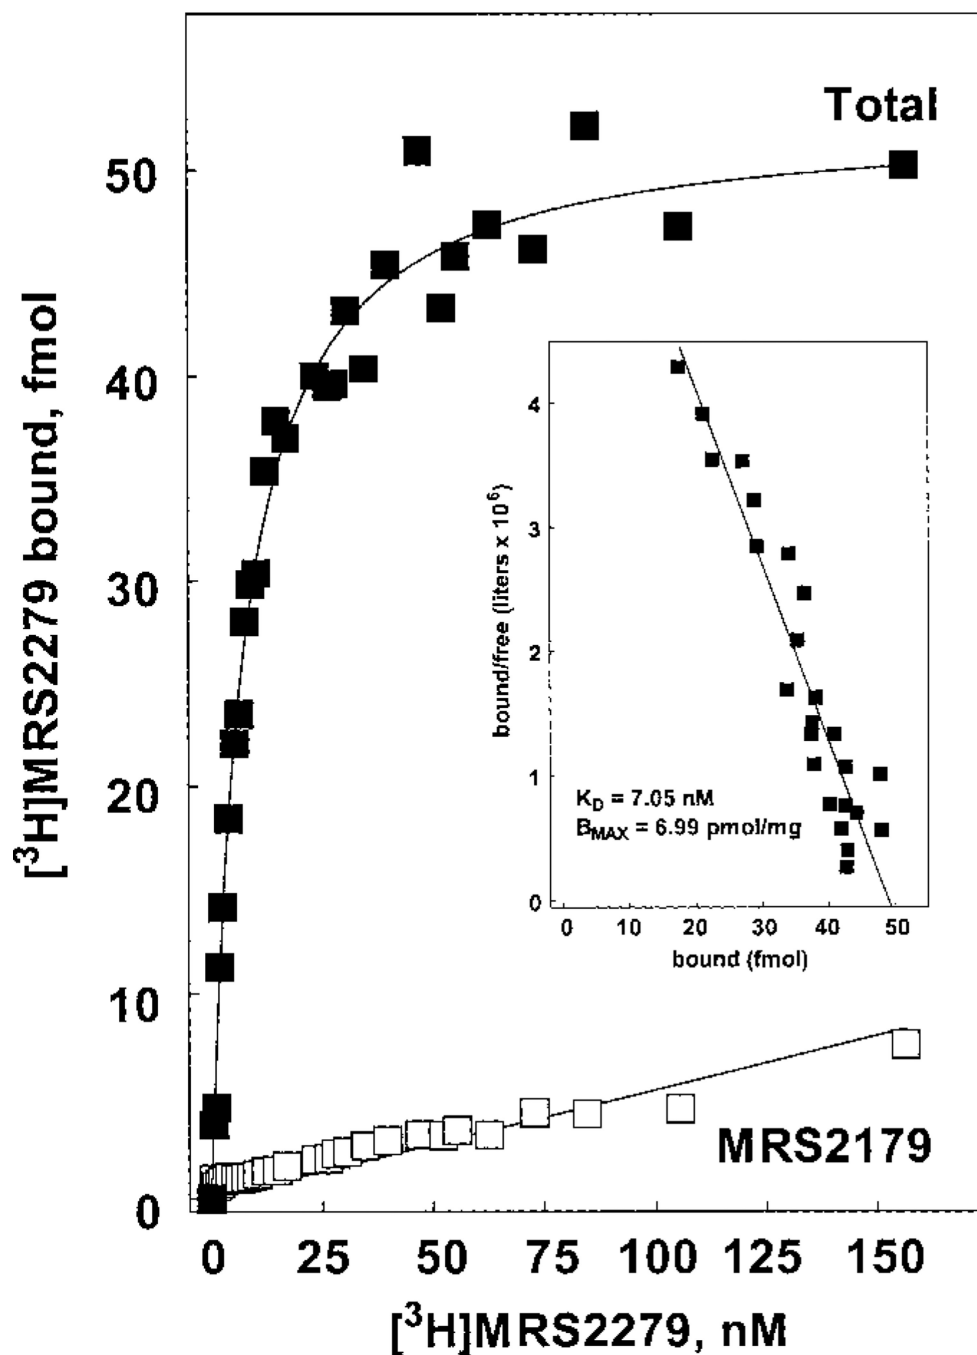 Total
50
40
30
20
10
0
[³H]MRS2279 bound, fmol
4
3
2
1
0
bound/free (liters x 10⁶)
K_D = 7.05 nM
B_MAX = 6.99 pmol/mg
0 10 20 30 40 50
bound (fmol)
MRS2179
0 25 50 75 100 125 150
[³H]MRS2279, nM